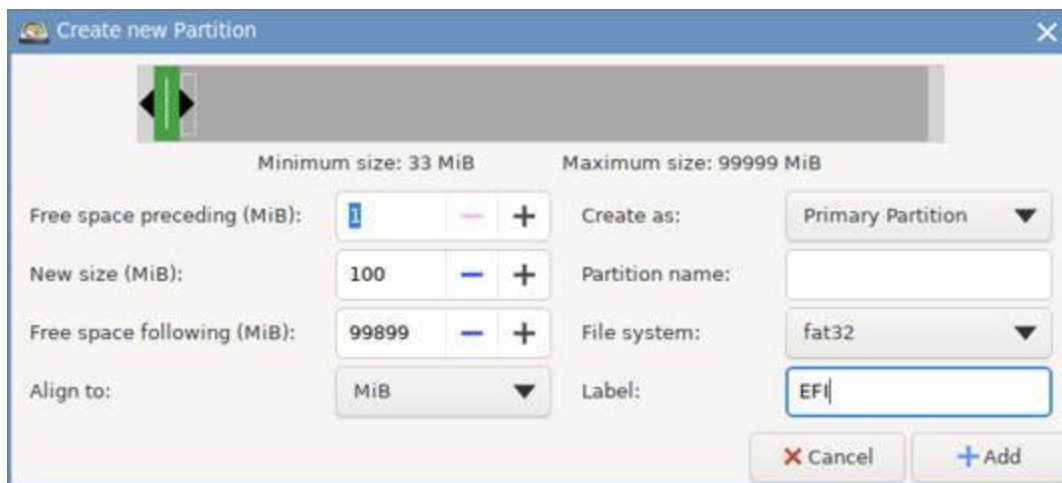 Create new Partition
Minimum size: 33 MiB Maximum size: 99999 MiB
Free space preceding (MiB): 1 Create as: Primary Partition
New size (MiB): 100 Partition name:
Free space following (MiB): 99899 File system: fat32
Align to: MiB Label: EFI
Cancel Add